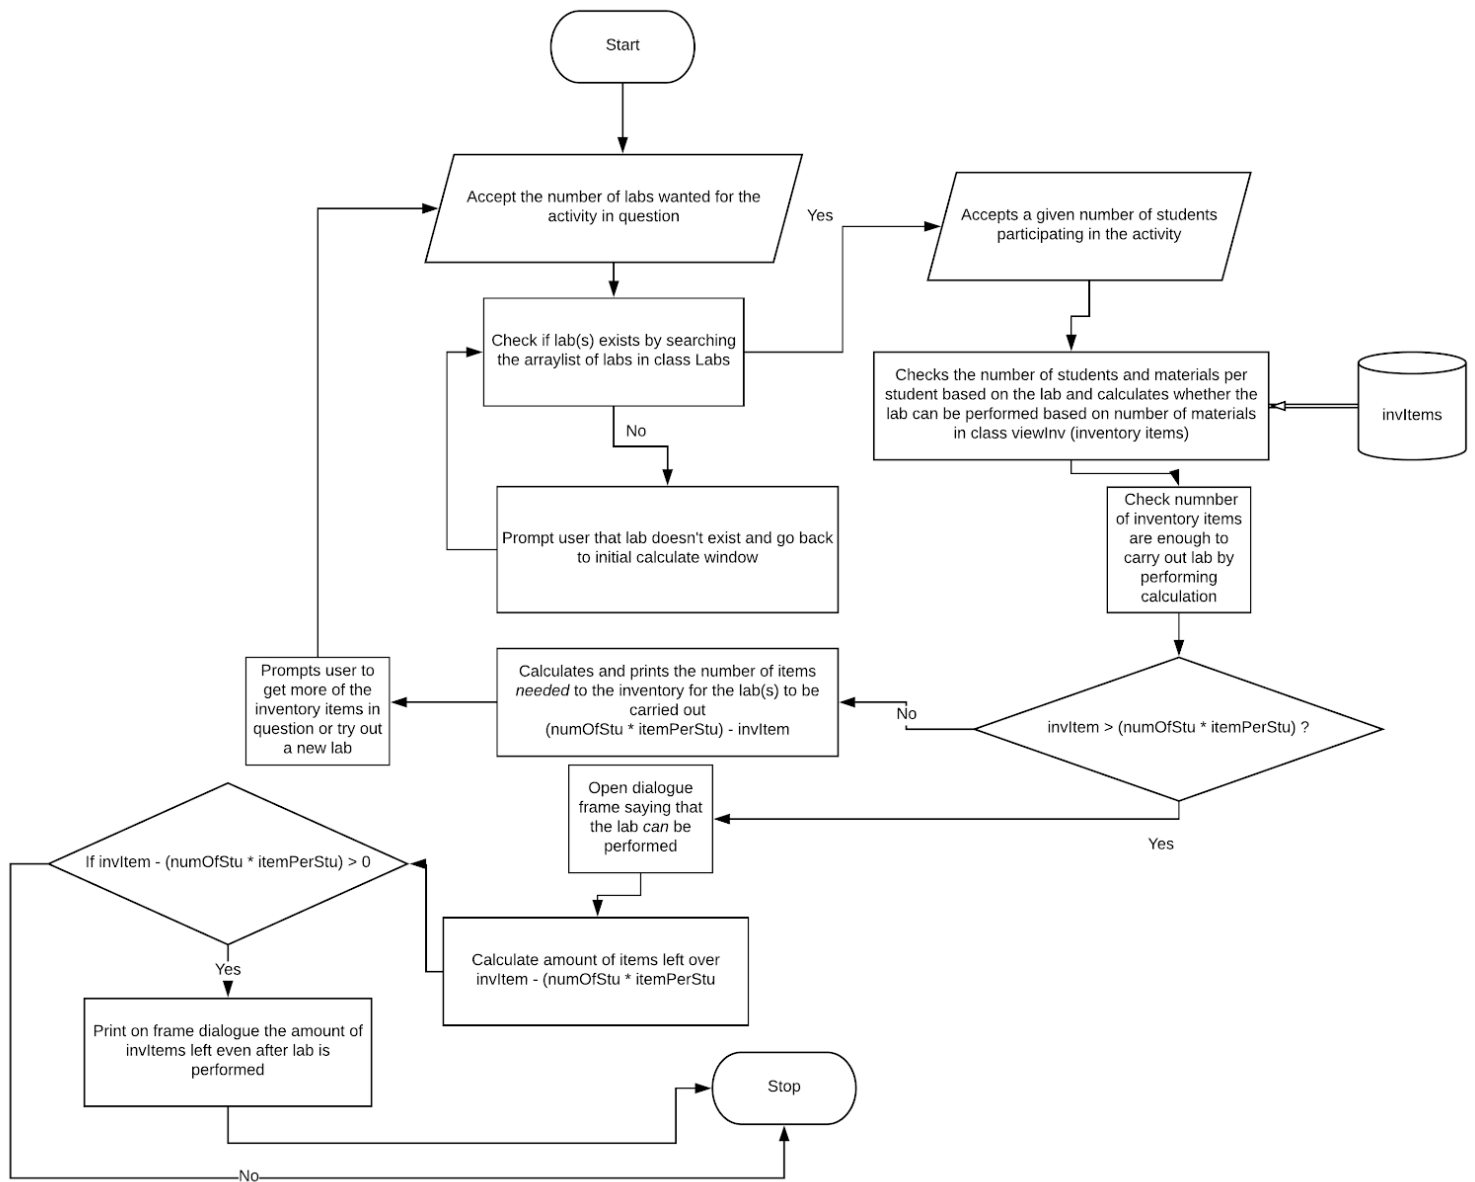 Start
Accept the number of labs wanted for the
activity in question
Yes
Accepts a given number of students
participating in the activity
Check if lab(s) exists by searching
the arraylist of labs in class Labs
Checks the number of students and materials per
student based on the lab and calculates whether the
lab can be performed based on number of materials
in class viewInv (inventory items)
invItems
No
Prompt user that lab doesn't exist and go back
to initial calculate window
Check numnber
of inventory items
are enough to
carry out lab by
performing
calculation
Prompts user to
get more of the
inventory items in
question or try out
a new lab
Calculates and prints the number of items
needed to the inventory for the lab(s) to be
carried out
(numOfStu * itemPerStu) - invItem
No
invItem > (numOfStu * itemPerStu) ?
Open dialogue
frame saying that
the lab can be
performed
Yes
If invItem - (numOfStu * itemPerStu) > 0
Calculate amount of items left over
invItem - (numOfStu * itemPerStu
Yes
Print on frame dialogue the amount of
invItems left even after lab is
performed
Stop
No